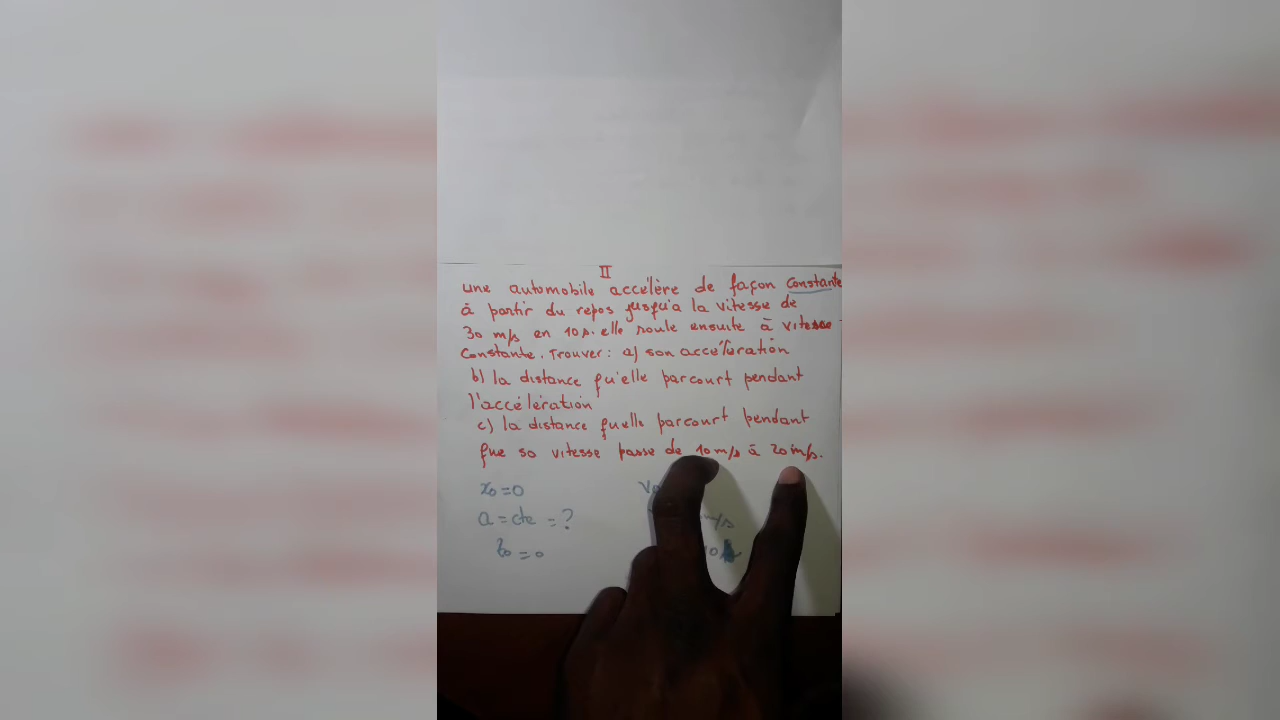 II
une automobile accélère de façon constante
à partir du repos jusqu'a la vitesse de
30 m/s en 10s. elle roule ensuite à vitesse
constante. Trouver: a) son accélération
b) la distance qu'elle parcourt pendant
l'accélération
c) la distance qu'elle parcourt pendant
que sa vitesse passe de 10 m/s à 20 m/s.
x₀ = 0
a = cte = ?
t₀ = 0